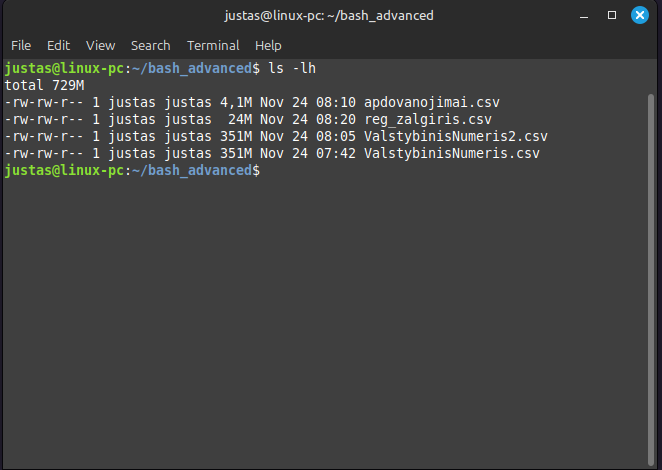 justas@linux-pc: ~/bash_advanced
File Edit View Search Terminal Help
justas@linux-pc:~/bash_advanced$ ls -lh
total 729M
-rw-rw-r-- 1 justas justas 4,1M Nov 24 08:10 apdovanojimai.csv
-rw-rw-r-- 1 justas justas  24M Nov 24 08:20 reg_zalgiris.csv
-rw-rw-r-- 1 justas justas 351M Nov 24 08:05 ValstybinisNumeris2.csv
-rw-rw-r-- 1 justas justas 351M Nov 24 07:42 ValstybinisNumeris.csv
justas@linux-pc:~/bash_advanced$